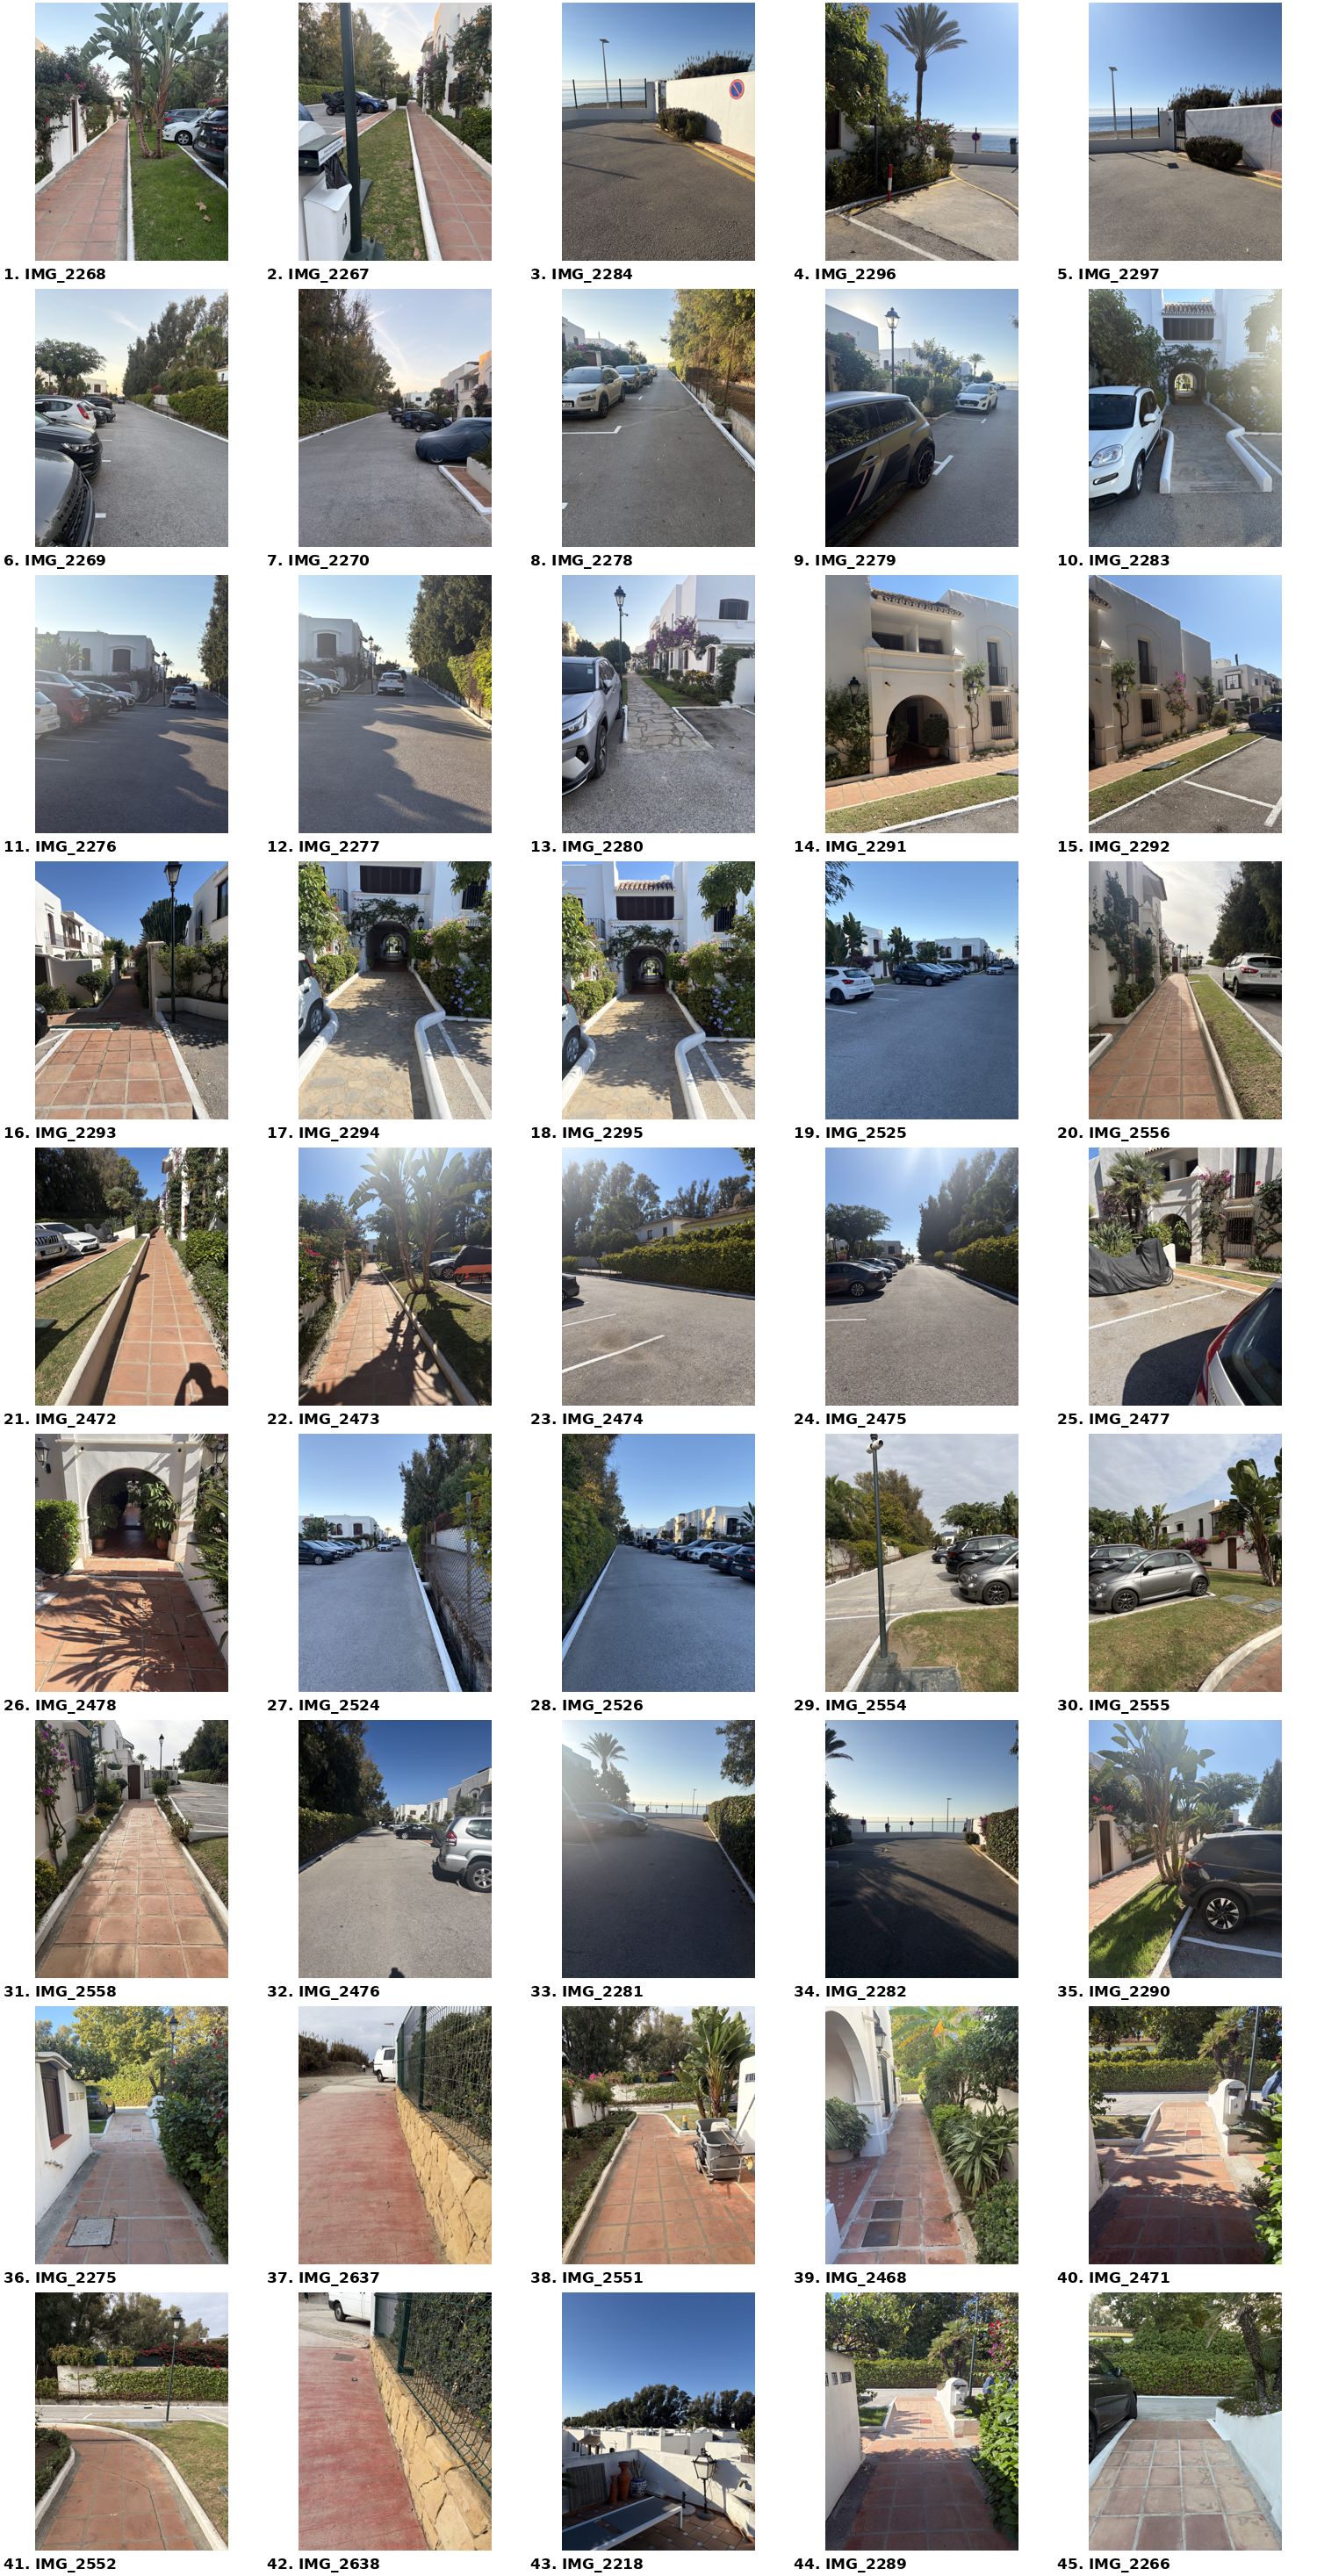 1. IMG_2268 2. IMG_2267 3. IMG_2284 4. IMG_2296 5. IMG_2297
6. IMG_2269 7. IMG_2270 8. IMG_2278 9. IMG_2279 10. IMG_2283
11. IMG_2276 12. IMG_2277 13. IMG_2280 14. IMG_2291 15. IMG_2292
16. IMG_2293 17. IMG_2294 18. IMG_2295 19. IMG_2525 20. IMG_2556
21. IMG_2472 22. IMG_2473 23. IMG_2474 24. IMG_2475 25. IMG_2477
26. IMG_2478 27. IMG_2524 28. IMG_2526 29. IMG_2554 30. IMG_2555
31. IMG_2558 32. IMG_2476 33. IMG_2281 34. IMG_2282 35. IMG_2290
36. IMG_2275 37. IMG_2637 38. IMG_2551 39. IMG_2468 40. IMG_2471
41. IMG_2552 42. IMG_2638 43. IMG_2218 44. IMG_2289 45. IMG_2266